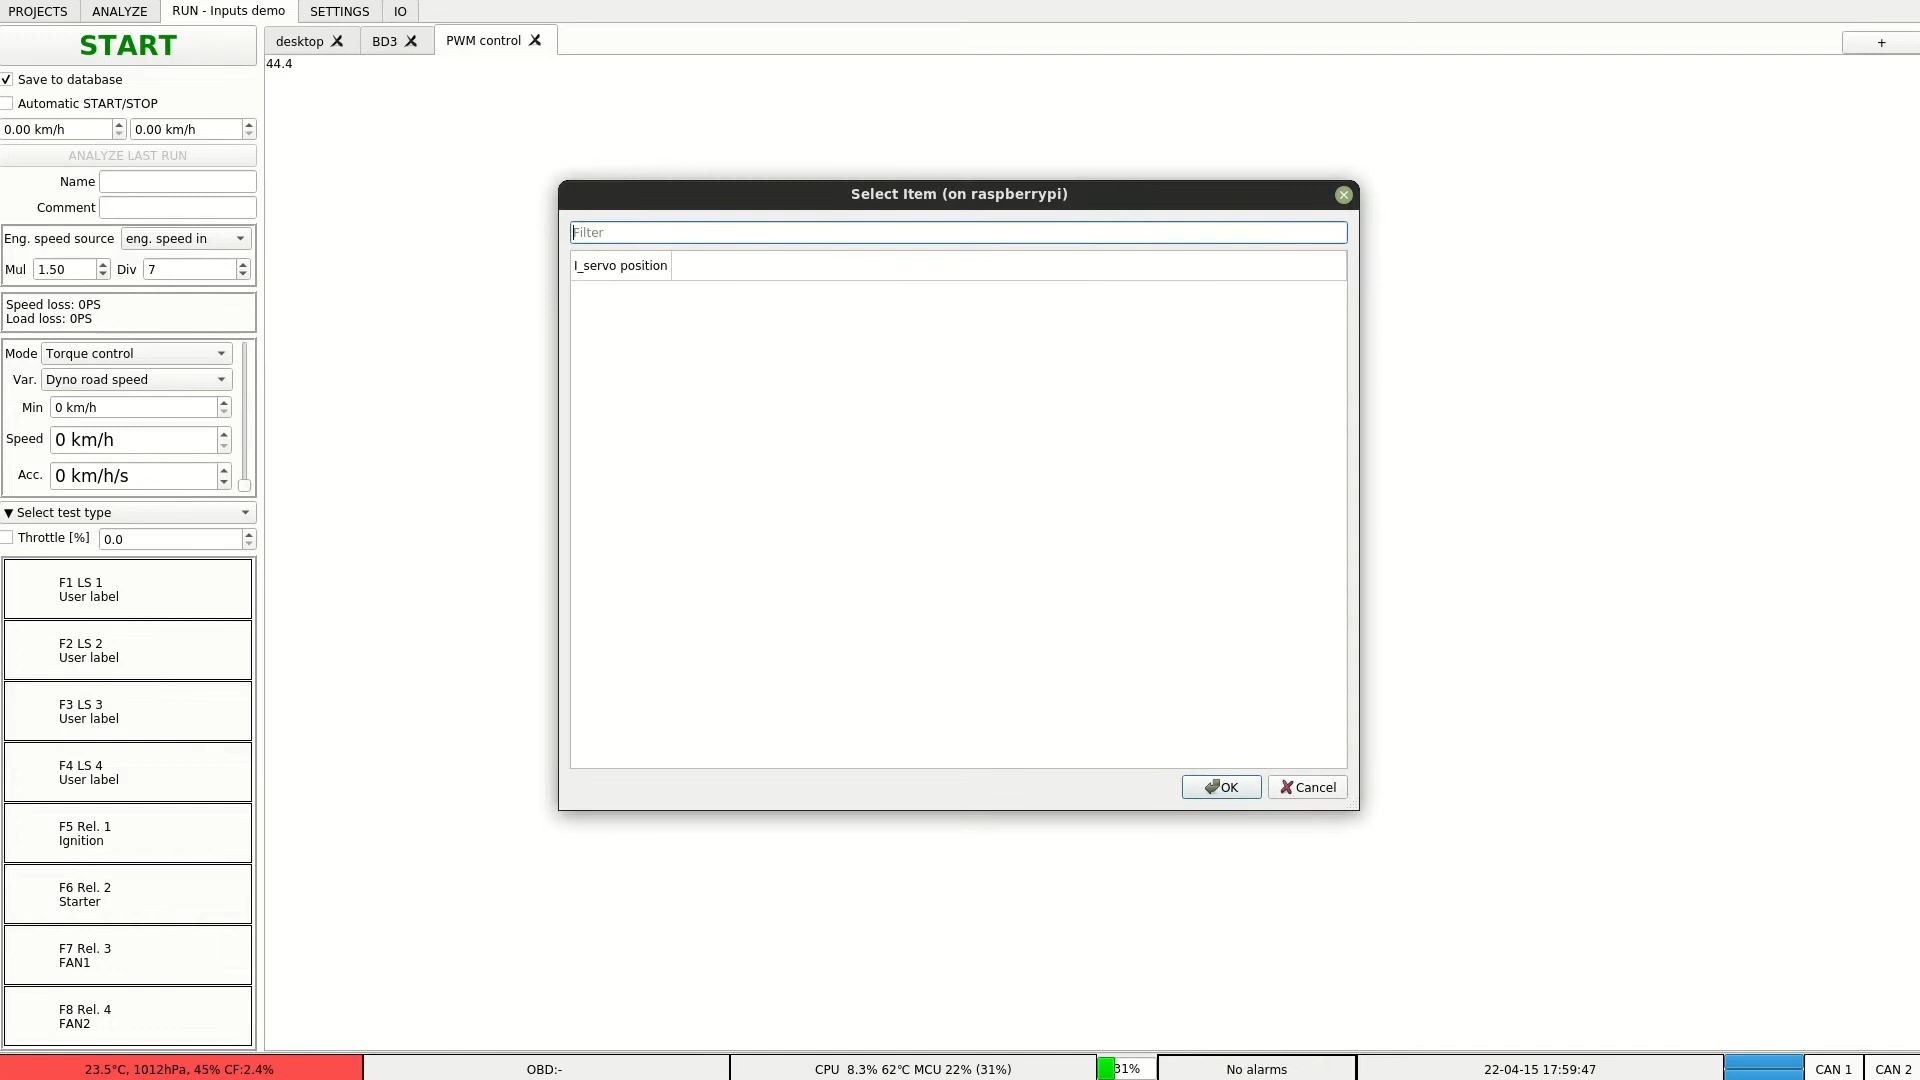 PROJECTS ANALYZE RUN - Inputs demo SETTINGS IO
START
desktop BD3 PWM control +
44.4
Save to database
Automatic START/STOP
0.00 km/h 0.00 km/h
ANALYZE LAST RUN
Name
Comment
Eng. speed source eng. speed in
Mul 1.50 Div 7
Speed loss: 0PS
Load loss: 0PS
Mode Torque control
Var. Dyno road speed
Min 0 km/h
Speed 0 km/h
Acc. 0 km/h/s
▼ Select test type
Throttle [%] 0.0
F1 LS 1
User label
F2 LS 2
User label
F3 LS 3
User label
F4 LS 4
User label
F5 Rel. 1
Ignition
F6 Rel. 2
Starter
F7 Rel. 3
FAN1
F8 Rel. 4
FAN2
Select Item (on raspberrypi)
Filter
I_servo position
OK Cancel
23.5°C, 1012hPa, 45% CF:2.4% OBD:- CPU 8.3% 62°C MCU 22% (31%) 31% No alarms 22-04-15 17:59:47 CAN 1 CAN 2